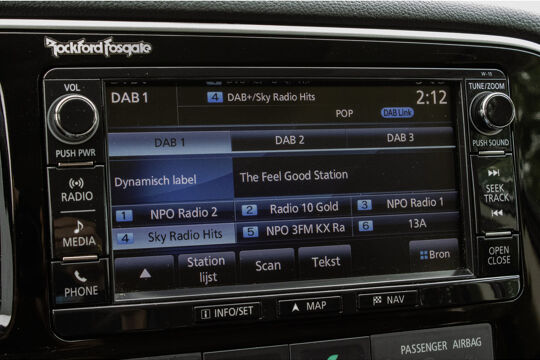 Rockford Fosgate
W-15
VOL
PUSH PWR
RADIO
MEDIA
PHONE
DAB 1
4 DAB+/Sky Radio Hits
2:12
POP
DAB Link
DAB 1 DAB 2 DAB 3
Dynamisch label
The Feel Good Station
1 NPO Radio 2 2 Radio 10 Gold 3 NPO Radio 1
4 Sky Radio Hits 5 NPO 3FM KX Ra 6 13A
▲ Station lijst Scan Tekst Bron
TUNE/ZOOM
PUSH SOUND
SEEK
TRACK
OPEN
CLOSE
i INFO/SET
MAP
NAV
PASSENGER AIRBAG